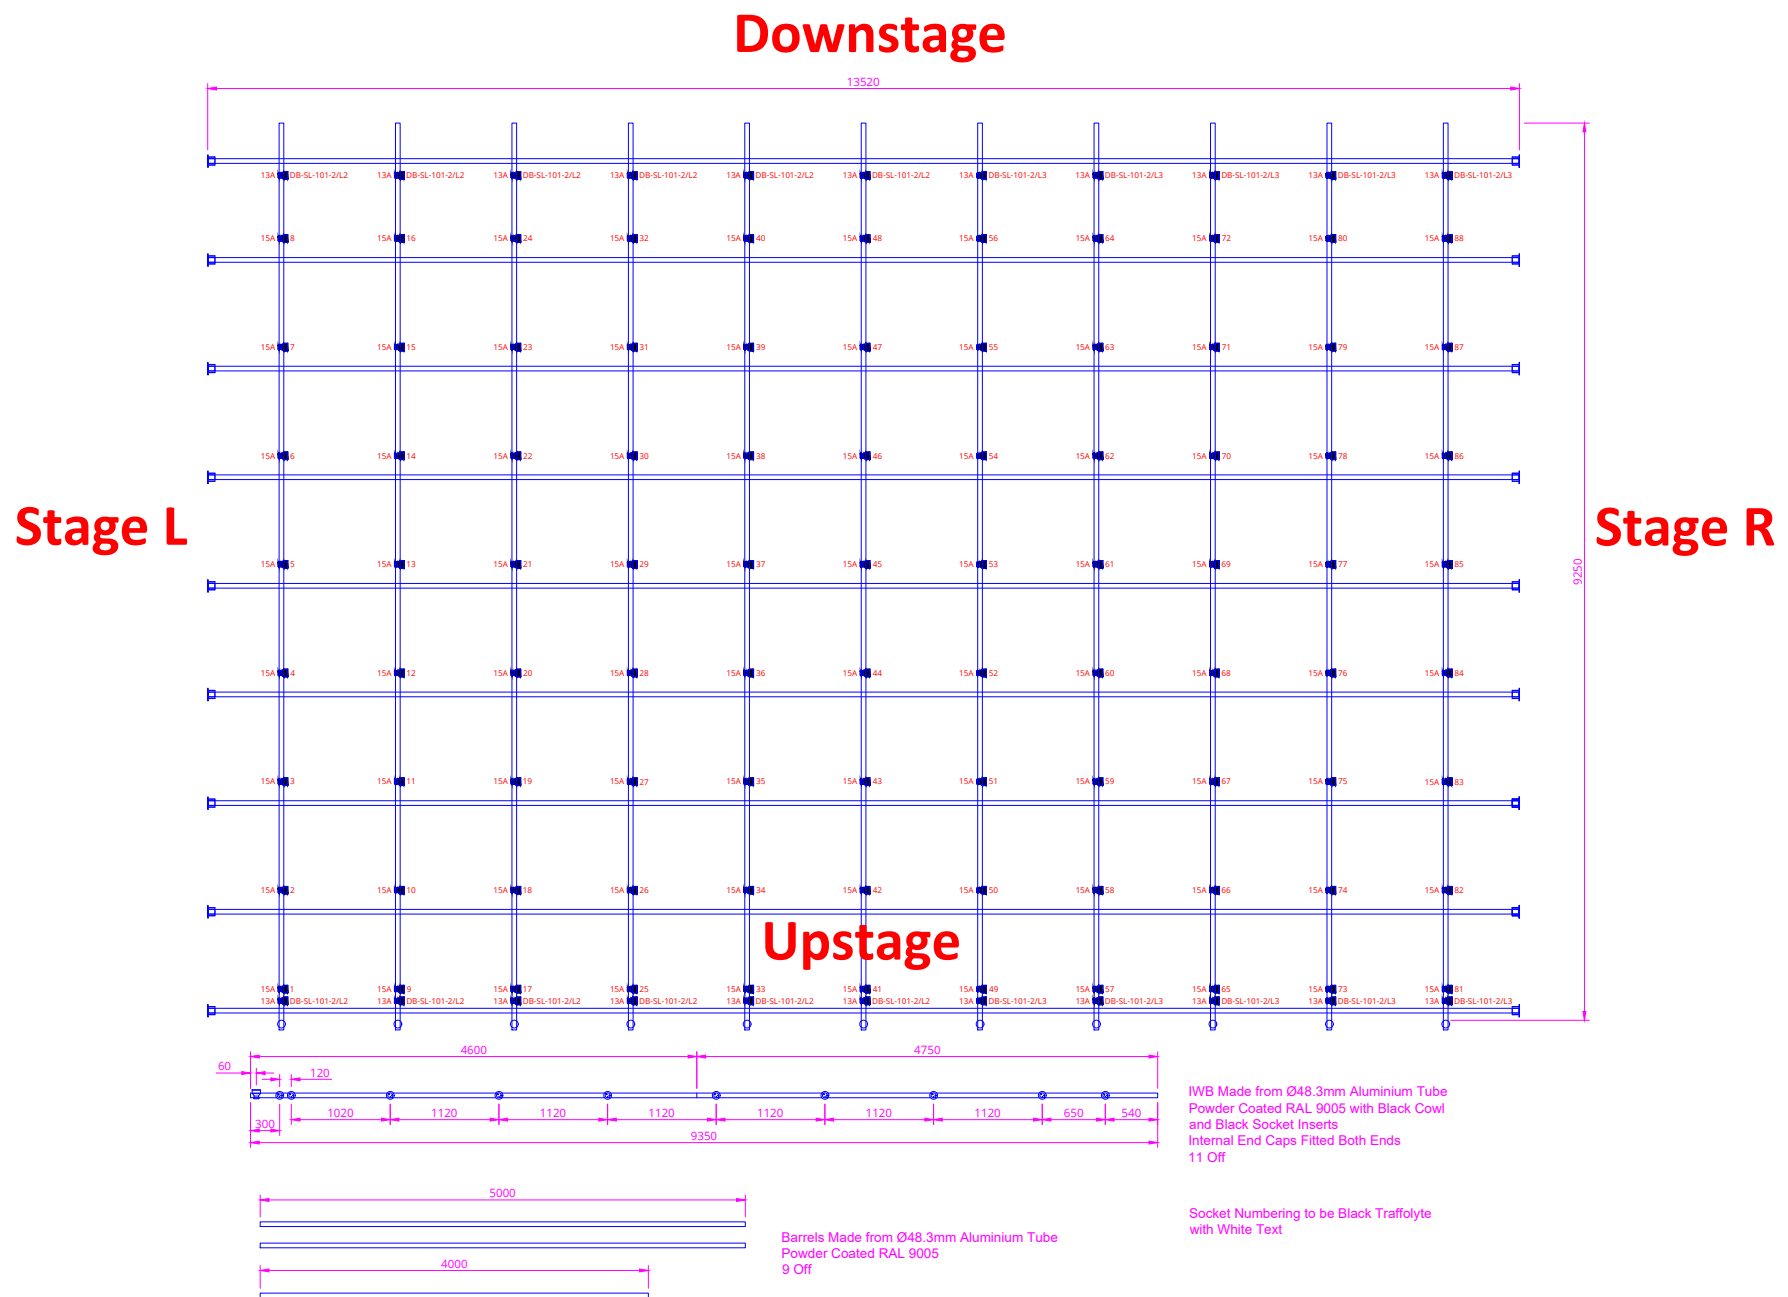 Downstage
13520
13A DB-SL-101-2/L2 13A DB-SL-101-2/L2 13A DB-SL-101-2/L2 13A DB-SL-101-2/L2 13A DB-SL-101-2/L2 13A DB-SL-101-2/L2 13A DB-SL-101-2/L3 13A DB-SL-101-2/L3 13A DB-SL-101-2/L3 13A DB-SL-101-2/L3 13A DB-SL-101-2/L3
15A 8 15A 16 15A 24 15A 32 15A 40 15A 48 15A 56 15A 64 15A 72 15A 80 15A 88
15A 7 15A 15 15A 23 15A 31 15A 39 15A 47 15A 55 15A 63 15A 71 15A 79 15A 87
15A 6 15A 14 15A 22 15A 30 15A 38 15A 46 15A 54 15A 62 15A 70 15A 78 15A 86
Stage L
Stage R
9250
15A 5 15A 13 15A 21 15A 29 15A 37 15A 45 15A 53 15A 61 15A 69 15A 77 15A 85
15A 4 15A 12 15A 20 15A 28 15A 36 15A 44 15A 52 15A 60 15A 68 15A 76 15A 84
15A 3 15A 11 15A 19 15A 27 15A 35 15A 43 15A 51 15A 59 15A 67 15A 75 15A 83
15A 2 15A 10 15A 18 15A 26 15A 34 15A 42 15A 50 15A 58 15A 66 15A 74 15A 82
Upstage
15A 1 15A 9 15A 17 15A 25 15A 33 15A 41 15A 49 15A 57 15A 65 15A 73 15A 81
13A DB-SL-101-2/L2 13A DB-SL-101-2/L2 13A DB-SL-101-2/L2 13A DB-SL-101-2/L2 13A DB-SL-101-2/L2 13A DB-SL-101-2/L2 13A DB-SL-101-2/L3 13A DB-SL-101-2/L3 13A DB-SL-101-2/L3 13A DB-SL-101-2/L3 13A DB-SL-101-2/L3
4600 4750
60 120
1020 1120 1120 1120 1120 1120 1120 650 540
300
9350
IWB Made from Ø48.3mm Aluminium Tube
Powder Coated RAL 9005 with Black Cowl
and Black Socket Inserts
Internal End Caps Fitted Both Ends
11 Off
5000
Socket Numbering to be Black Traffolyte
with White Text
Barrels Made from Ø48.3mm Aluminium Tube
Powder Coated RAL 9005
9 Off
4000